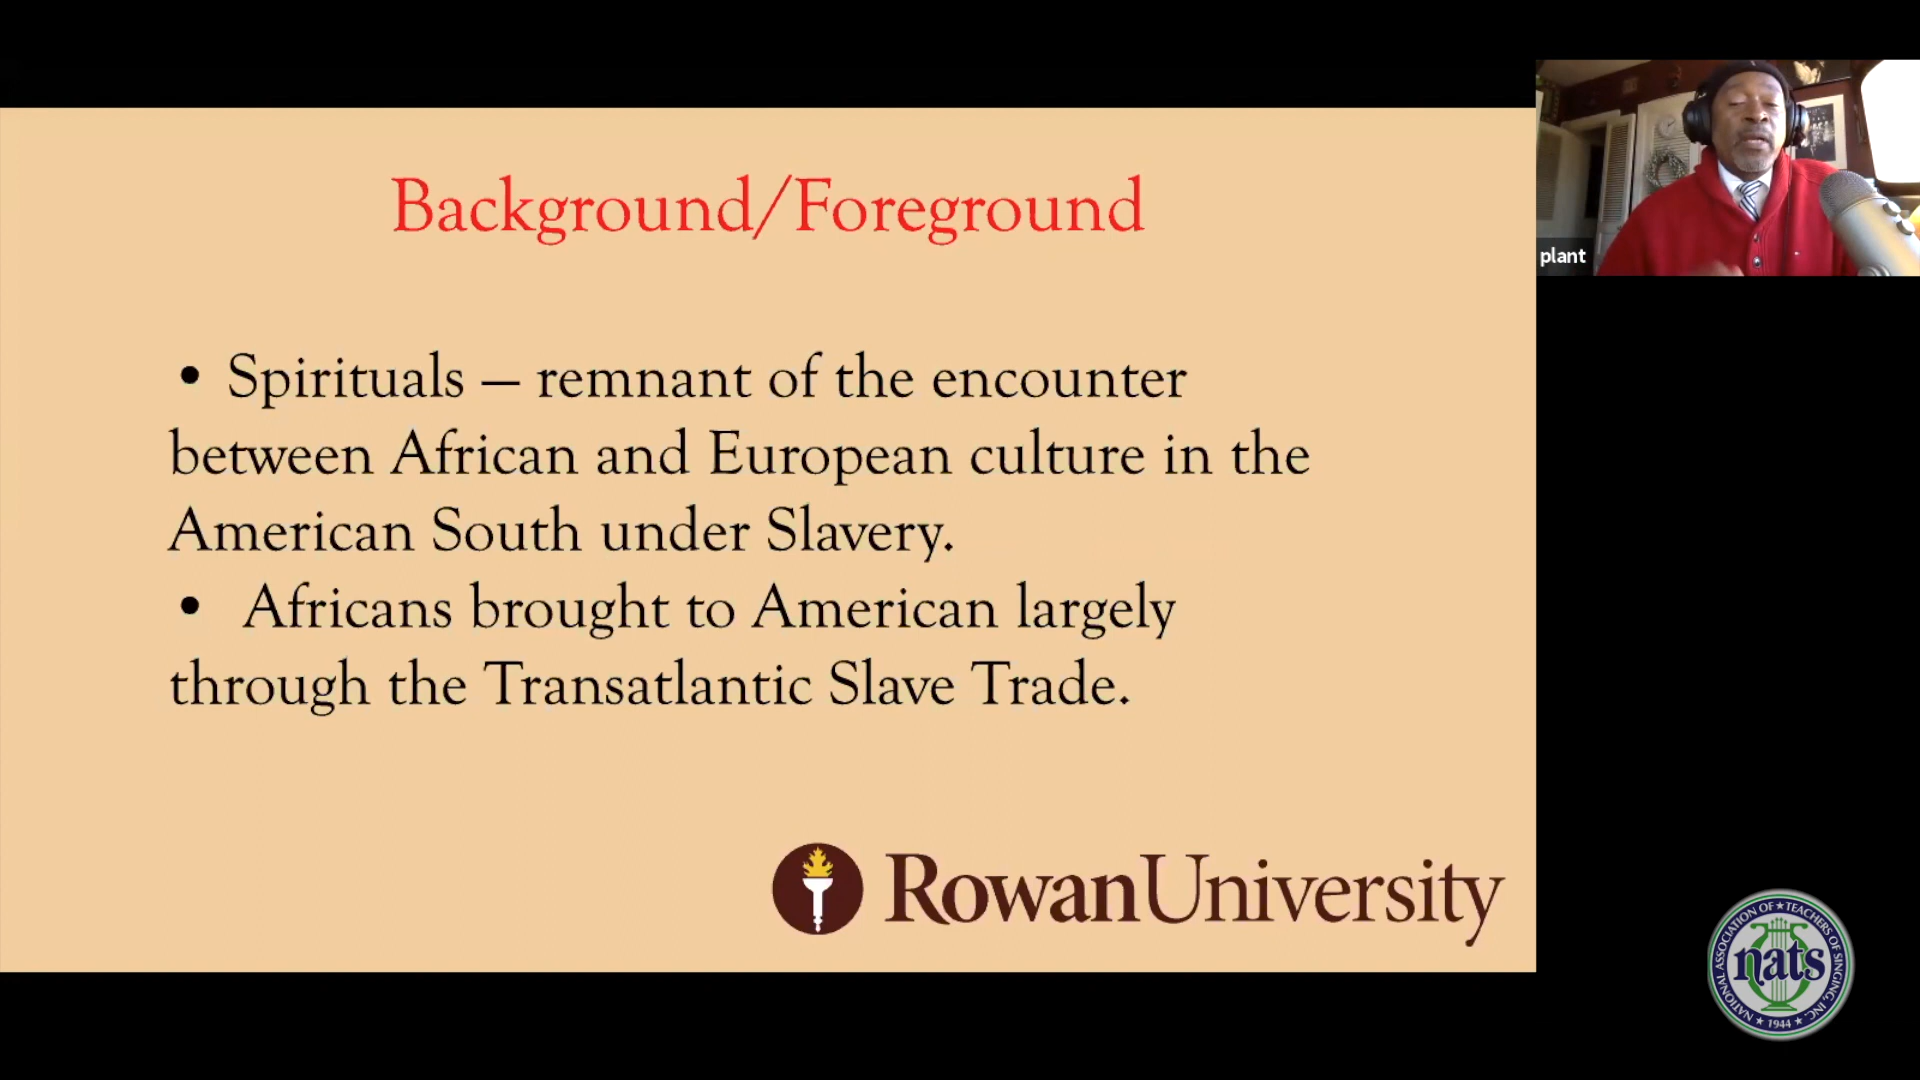 Background/Foreground
• Spirituals – remnant of the encounter
between African and European culture in the
American South under Slavery.
• Africans brought to American largely
through the Transatlantic Slave Trade.
RowanUniversity
plant
NATIONAL ASSOCIATION OF ★ TEACHERS OF SINGING, INC.
nats
★ 1944 ★